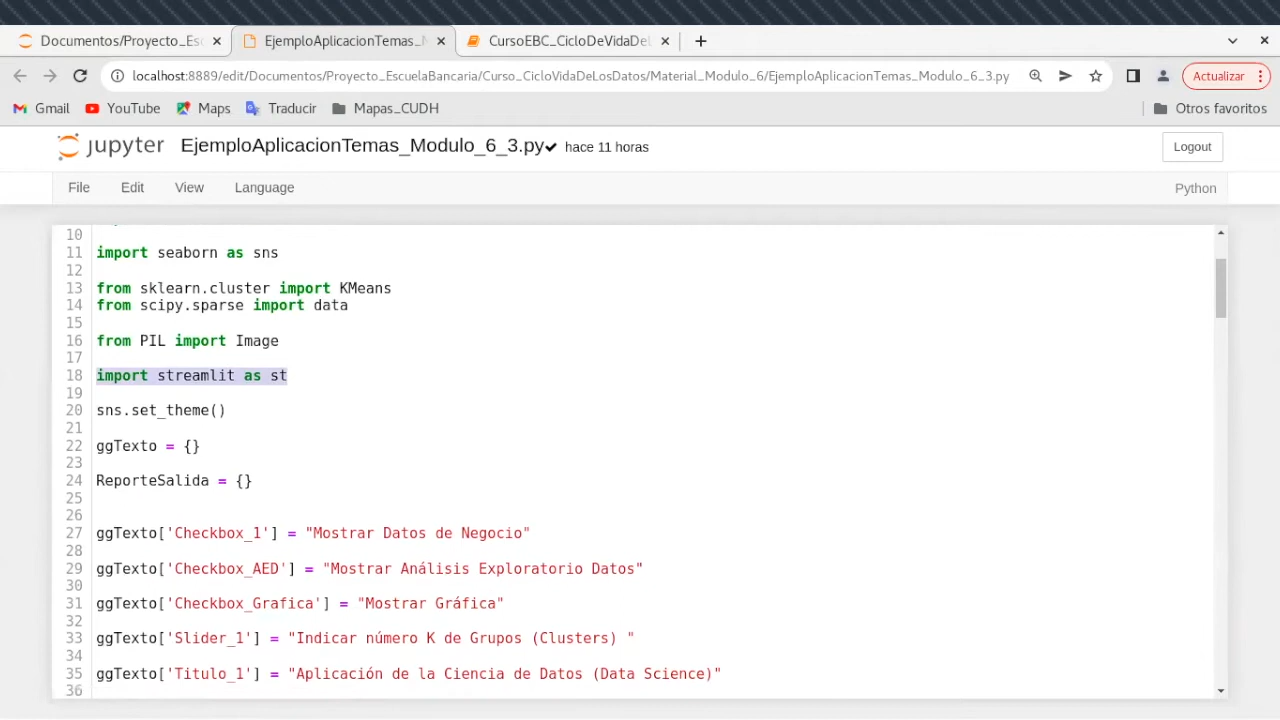 Documentos/Proyecto_Esc
EjemploAplicacionTemas_M
CursoEBC_CicloDeVidaDeL
localhost:8889/edit/Documentos/Proyecto_EscuelaBancaria/Curso_CicloVidaDeLosDatos/Material_Modulo_6/EjemploAplicacionTemas_Modulo_6_3.py
Actualizar
Gmail
YouTube
Maps
Traducir
Mapas_CUDH
Otros favoritos
jupyter
EjemploAplicacionTemas_Modulo_6_3.py
hace 11 horas
Logout
File
Edit
View
Language
Python
10
11 import seaborn as sns
12
13 from sklearn.cluster import KMeans
14 from scipy.sparse import data
15
16 from PIL import Image
17
18 import streamlit as st
19
20 sns.set_theme()
21
22 ggTexto = {}
23
24 ReporteSalida = {}
25
26
27 ggTexto['Checkbox_1'] = "Mostrar Datos de Negocio"
28
29 ggTexto['Checkbox_AED'] = "Mostrar Análisis Exploratorio Datos"
30
31 ggTexto['Checkbox_Grafica'] = "Mostrar Gráfica"
32
33 ggTexto['Slider_1'] = "Indicar número K de Grupos (Clusters) "
34
35 ggTexto['Titulo_1'] = "Aplicación de la Ciencia de Datos (Data Science)"
36